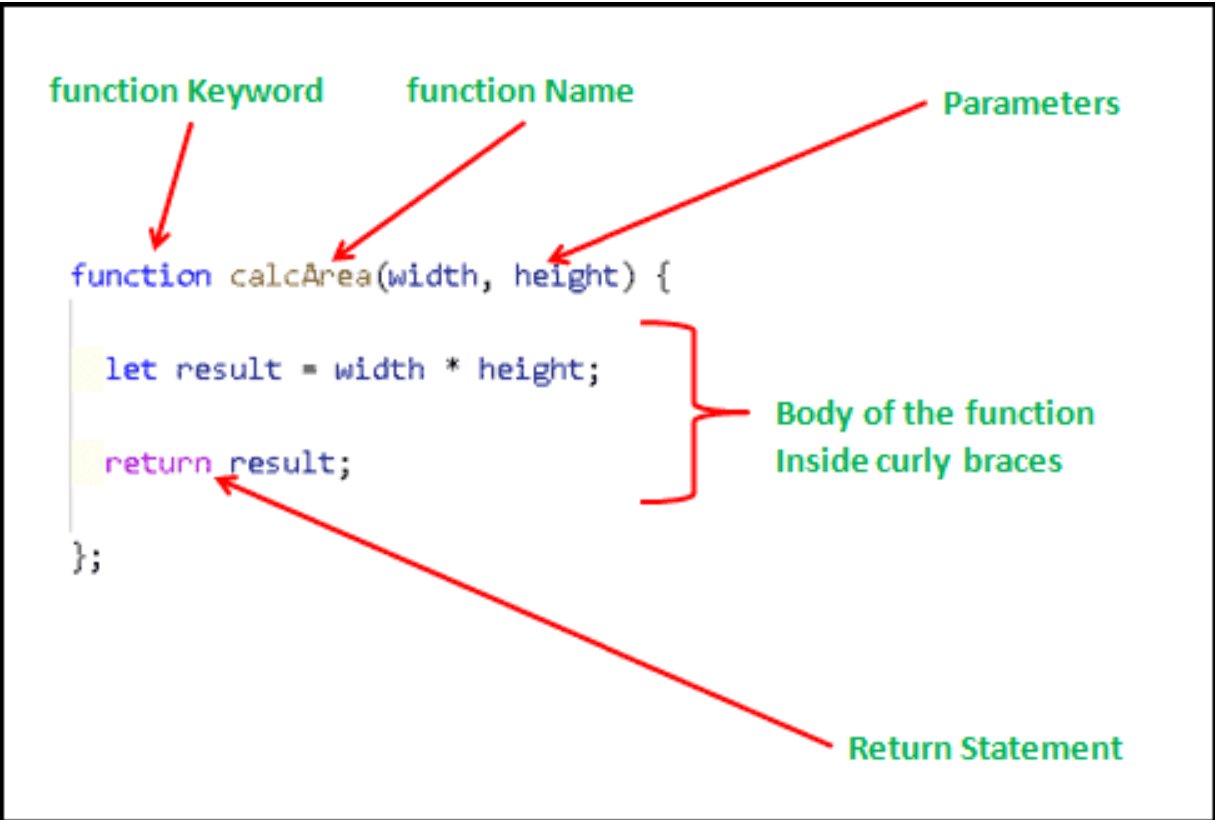 function Keyword
function Name
Parameters
function calcArea(width, height) {
let result = width * height;
Body of the function
Inside curly braces
return result;
};
Return Statement